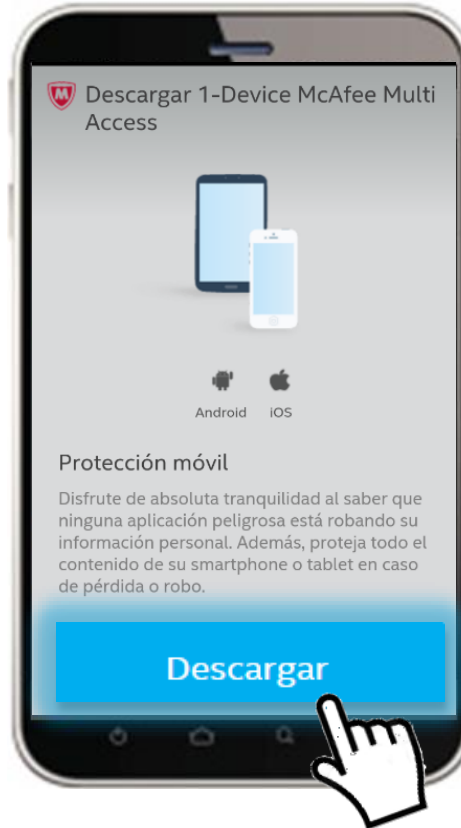 Descargar 1-Device McAfee Multi
Access
Android iOS
Protección móvil
Disfrute de absoluta tranquilidad al saber que
ninguna aplicación peligrosa está robando su
información personal. Además, proteja todo el
contenido de su smartphone o tablet en caso
de pérdida o robo.
Descargar